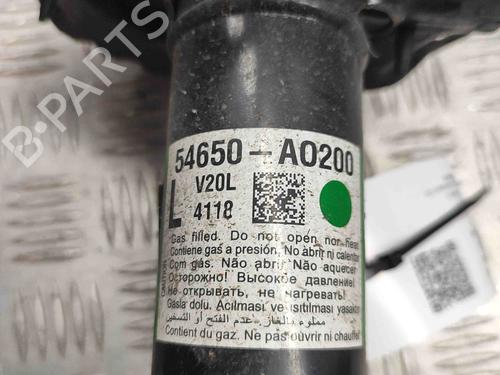 B-PARTS
54650-AO200
L V20L
4118
Gas filled. Do not open nor heat
Contiene gas a presión. No abrir ni calentar
Com gás. Não abrir Não aquecer
Осторожно! Высокое давление!
Не открывать, не нагревать!
Gazla dolu. Açılması ve ısıtılması yasaktır
مملوء بالغاز. عدم الفتح أو التسخين
Contient du gaz. Ne pas ouvrir ni chauffer